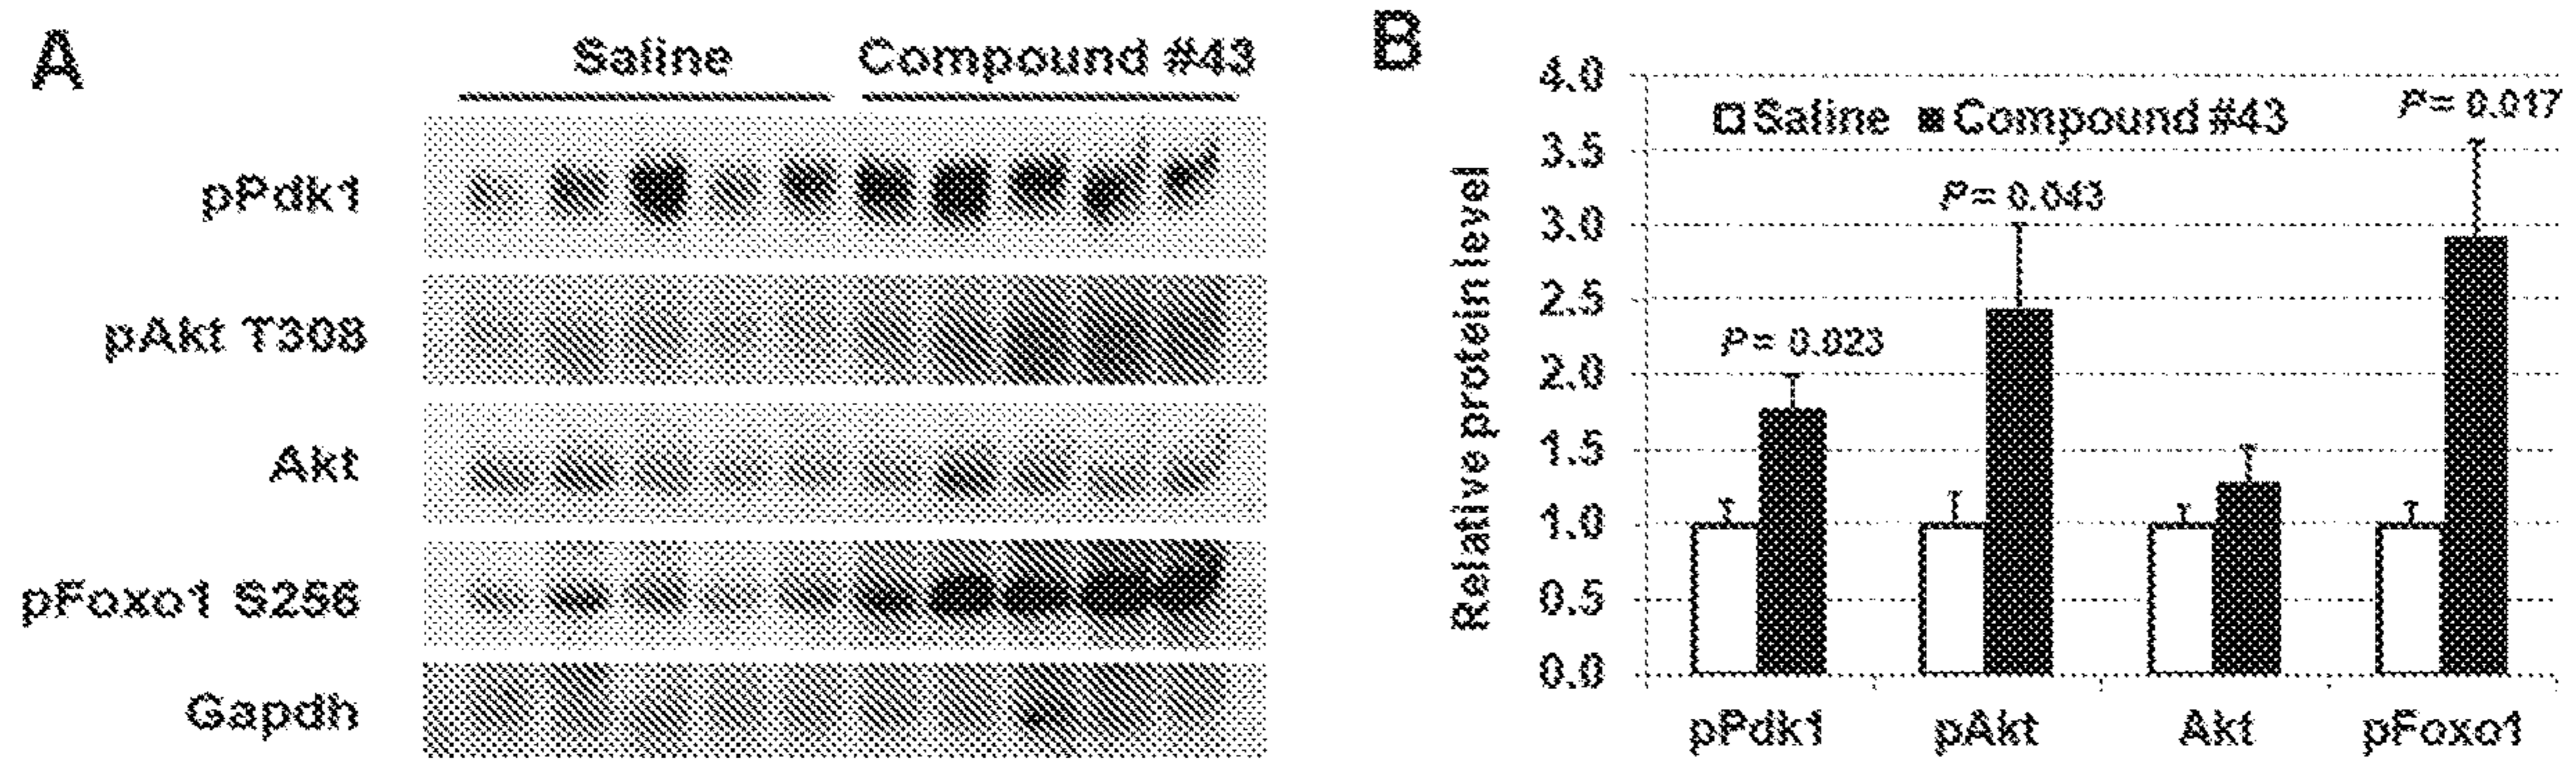 A
Saline Compound #43
pPdk1
pAkt T308
Akt
pFoxo1 S256
Gapdh
B
Relative protein level
4.0
3.5
3.0
2.5
2.0
1.5
1.0
0.5
0.0
Saline Compound #43
P = 0.023
P = 0.043
P = 0.017
pPdk1 pAkt Akt pFoxo1